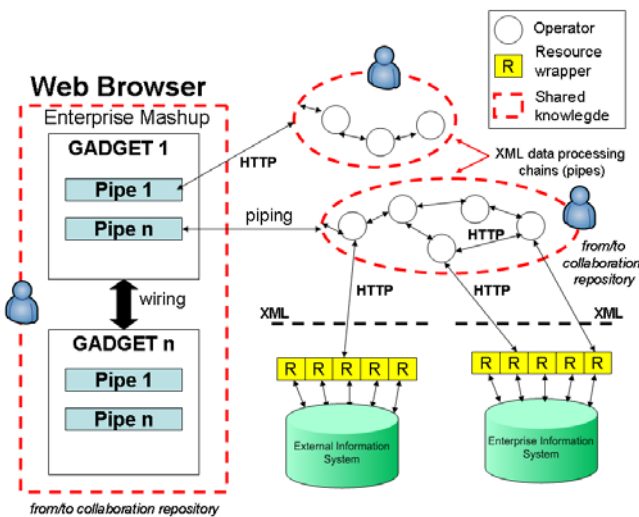 Web Browser
Enterprise Mashup
GADGET 1
Pipe 1
Pipe n
wiring
GADGET n
Pipe 1
Pipe n
from/to collaboration repository
HTTP
piping
Operator
R
Resource
wrapper
Shared
knowlegde
XML data processing
chains (pipes)
HTTP
from/to
collaboration
repository
HTTP
HTTP
XML
XML
R R R R R
R R R R R
External Information
System
Enterprise Information
System